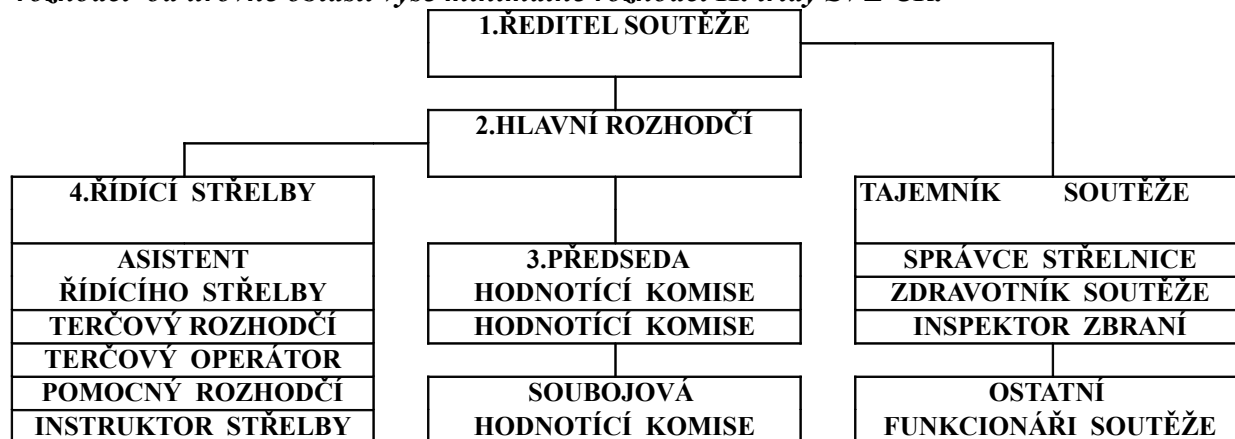 1.ŘEDITEL SOUTĚŽE
2.HLAVNÍ ROZHODČÍ
4.ŘÍDÍCÍ STŘELBY
ASISTENT
ŘÍDÍCÍHO STŘELBY
TERČOVÝ ROZHODČÍ
TERČOVÝ OPERÁTOR
POMOCNÝ ROZHODČÍ
INSTRUKTOR STŘELBY
3.PŘEDSEDA
HODNOTÍCÍ KOMISE
HODNOTÍCÍ KOMISE
SOUBOJOVÁ
HODNOTÍCÍ KOMISE
TAJEMNÍK SOUTĚŽE
SPRÁVCE STŘELNICE
ZDRAVOTNÍK SOUTĚŽE
INSPEKTOR ZBRANÍ
OSTATNÍ
FUNKCIONÁŘI SOUTĚŽE